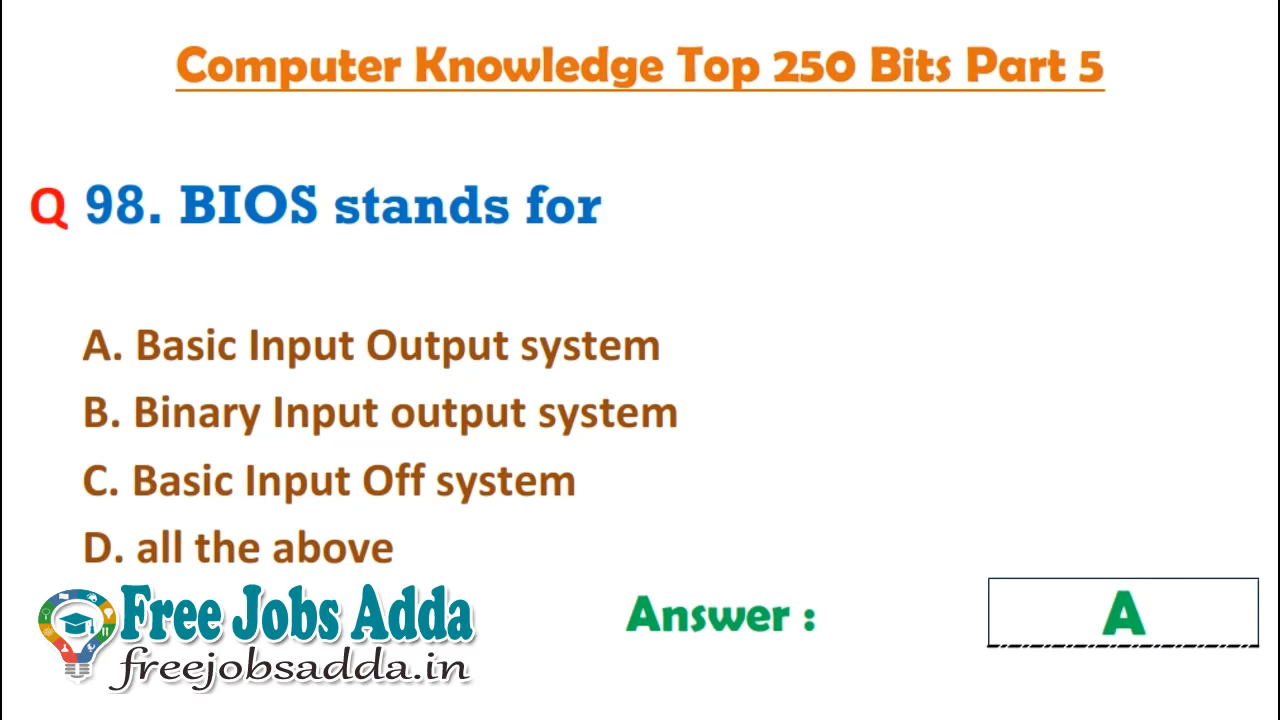 Computer Knowledge Top 250 Bits Part 5
Q 98. BIOS stands for
A. Basic Input Output system
B. Binary Input output system
C. Basic Input Off system
D. all the above
Free Jobs Adda
freejobsadda.in
Answer :
A